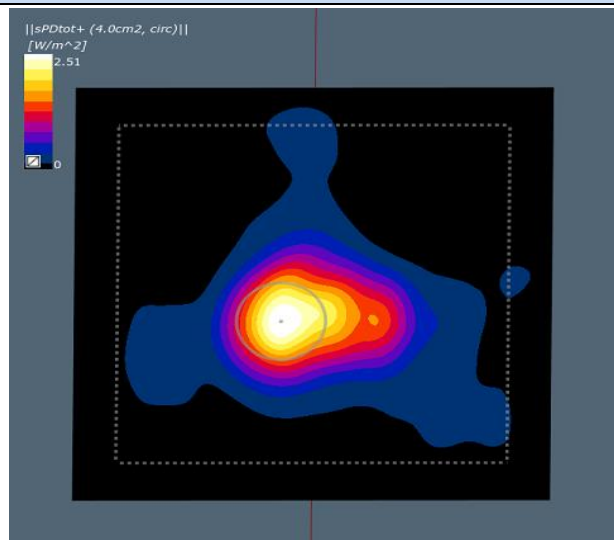 ||sPDtot+ (4.0cm2, circ)||
[W/m^2]
2.51
0